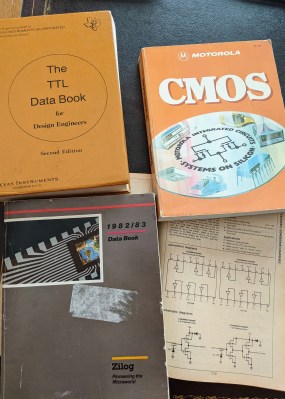 The
TTL
Data Book
for
Design Engineers
Second Edition
TEXAS INSTRUMENTS
MOTOROLA
CMOS
MOTOROLA INTEGRATED CIRCUITS
SYSTEMS ON SILICON
1982/83
Data Book
Zilog
Pioneering the
Microworld